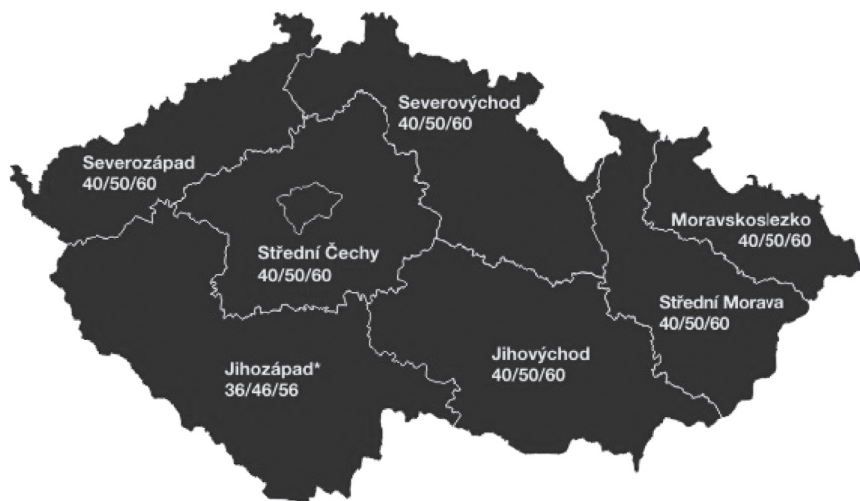 Severovýchod
40/50/60
Severozápad
40/50/60
Moravskoslezko
40/50/60
Střední Čechy
40/50/60
Střední Morava
40/50/60
Jihovýchod
40/50/60
Jihozápad*
36/46/56